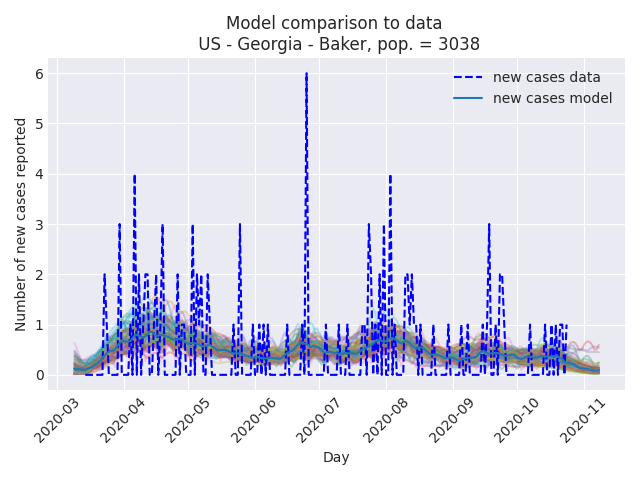 Model comparison to data
US - Georgia - Baker, pop. = 3038
new cases data
new cases model
Number of new cases reported
6
5
4
3
2
1
0
2020-03
2020-04
2020-05
2020-06
2020-07
2020-08
2020-09
2020-10
2020-11
Day